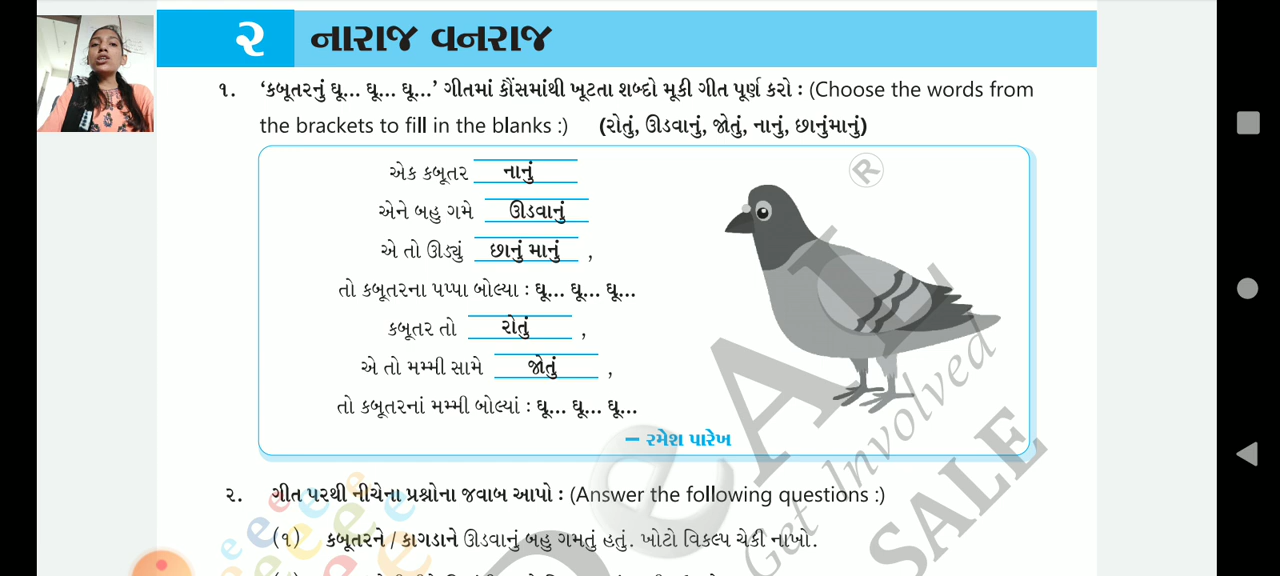 ૨ નારાજ વનરાજ
૧. ‘કબૂતરનું ઘૂ... ઘૂ... ઘૂ...’ ગીતમાં કૌંસમાંથી ખૂટતા શબ્દો મૂકી ગીત પૂર્ણ કરો : (Choose the words from
the brackets to fill in the blanks :) (રોતું, ઊડવાનું, જોતું, નાનું, છાનુંમાનું)
એક કબૂતર નાનું
એને બહુ ગમે ઊડવાનું
એ તો ઊડ્યું છાનું માનું ,
તો કબૂતરના પપ્પા બોલ્યા : ઘૂ... ઘૂ... ઘૂ...
કબૂતર તો રોતું ,
એ તો મમ્મી સામે જોતું ,
તો કબૂતરનાં મમ્મી બોલ્યાં : ઘૂ... ઘૂ... ઘૂ...
– રમેશ પારેખ
®
DeAL
Get Involved
SALE
૨. ગીત પરથી નીચેના પ્રશ્નોના જવાબ આપો : (Answer the following questions :)
(૧) કબૂતરને / કાગડાને ઊડવાનું બહુ ગમતું હતું. ખોટો વિકલ્પ ચેકી નાખો.